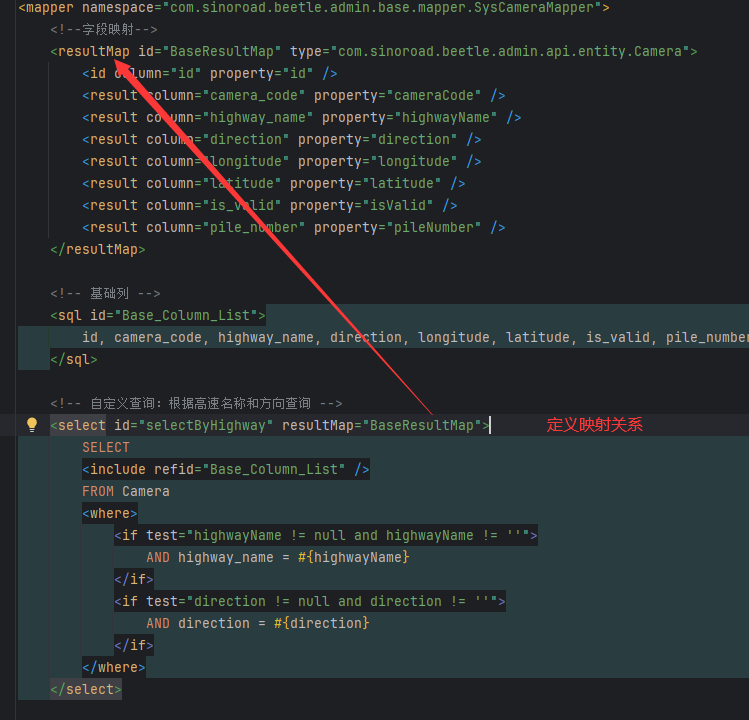 <mapper namespace="com.sinoroad.beetle.admin.base.mapper.SysCameraMapper">
<!--字段映射-->
<resultMap id="BaseResultMap" type="com.sinoroad.beetle.admin.api.entity.Camera">
<id column="id" property="id" />
<result column="camera_code" property="cameraCode" />
<result column="highway_name" property="highwayName" />
<result column="direction" property="direction" />
<result column="longitude" property="longitude" />
<result column="latitude" property="latitude" />
<result column="is_valid" property="isValid" />
<result column="pile_number" property="pileNumber" />
</resultMap>
<!-- 基础列 -->
<sql id="Base_Column_List">
id, camera_code, highway_name, direction, longitude, latitude, is_valid, pile_number
</sql>
<!-- 自定义查询: 根据高速名称和方向查询 -->
<select id="selectByHighway" resultMap="BaseResultMap"> 定义映射关系
SELECT
<include refid="Base_Column_List" />
FROM Camera
<where>
<if test="highwayName != null and highwayName != ''">
AND highway_name = #{highwayName}
</if>
<if test="direction != null and direction != ''">
AND direction = #{direction}
</if>
</where>
</select>